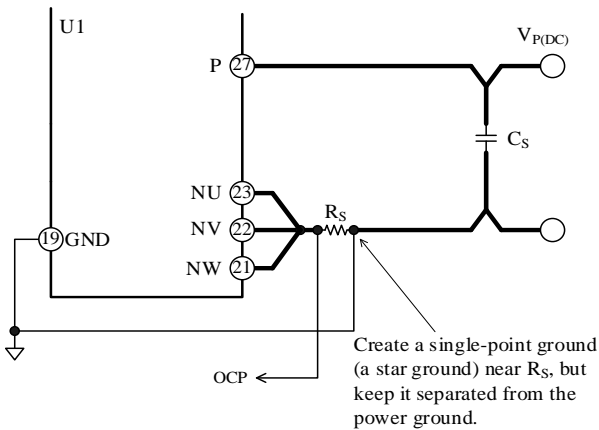 U1
V_P(DC)
P 27
C_S
NU 23
R_S
NV 22
19 GND
NW 21
Create a single-point ground
(a star ground) near R_S, but
keep it separated from the
power ground.
OCP